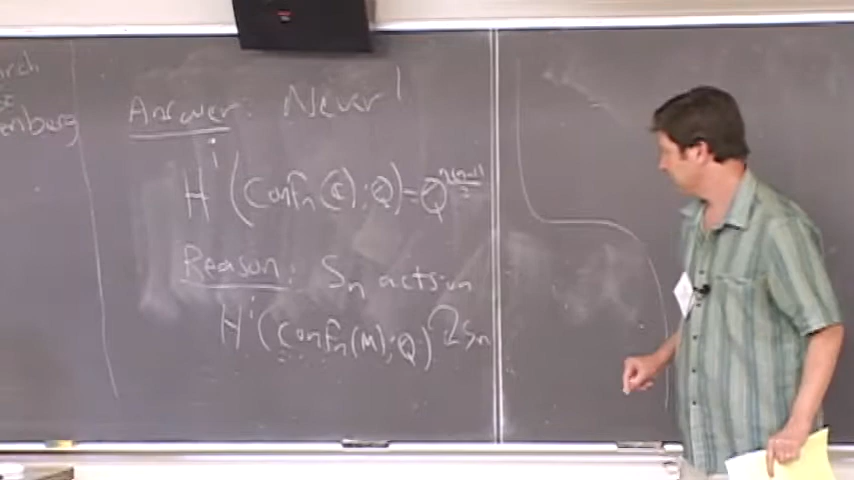 Answer: Never!
H^i(Conf_n(ℂ);ℚ)=ℚ^{n(n-1)/2}
Reason: S_n acts on
H^i(Conf_n(M);ℚ)↺S_n